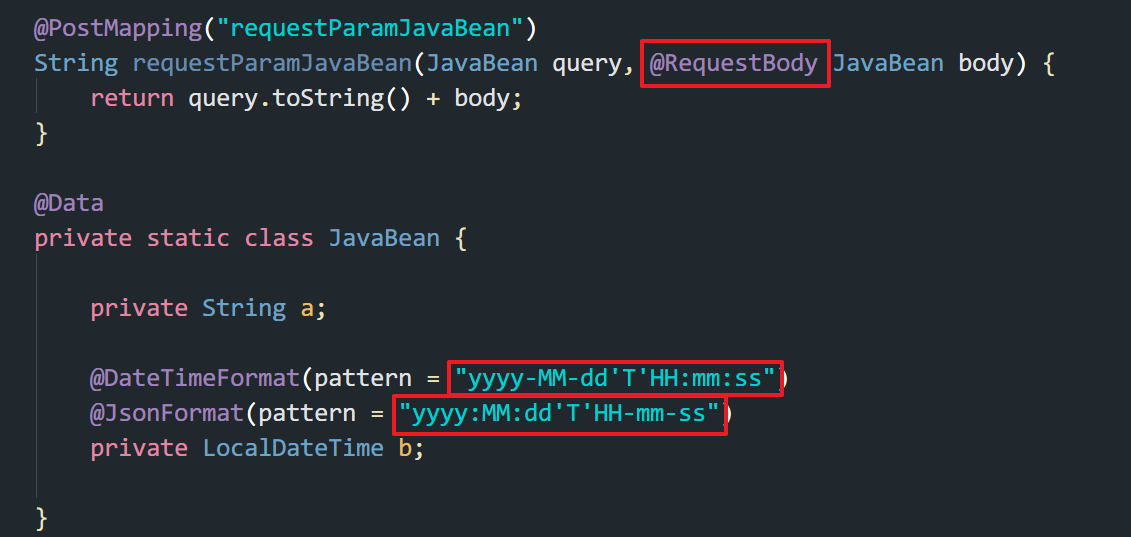 @PostMapping("requestParamJavaBean")
String requestParamJavaBean(JavaBean query, @RequestBody JavaBean body) {
    return query.toString() + body;
}
@Data
private static class JavaBean {
    private String a;
    @DateTimeFormat(pattern = "yyyy-MM-dd'T'HH:mm:ss")
    @JsonFormat(pattern = "yyyy:MM:dd'T'HH-mm-ss")
    private LocalDateTime b;
}